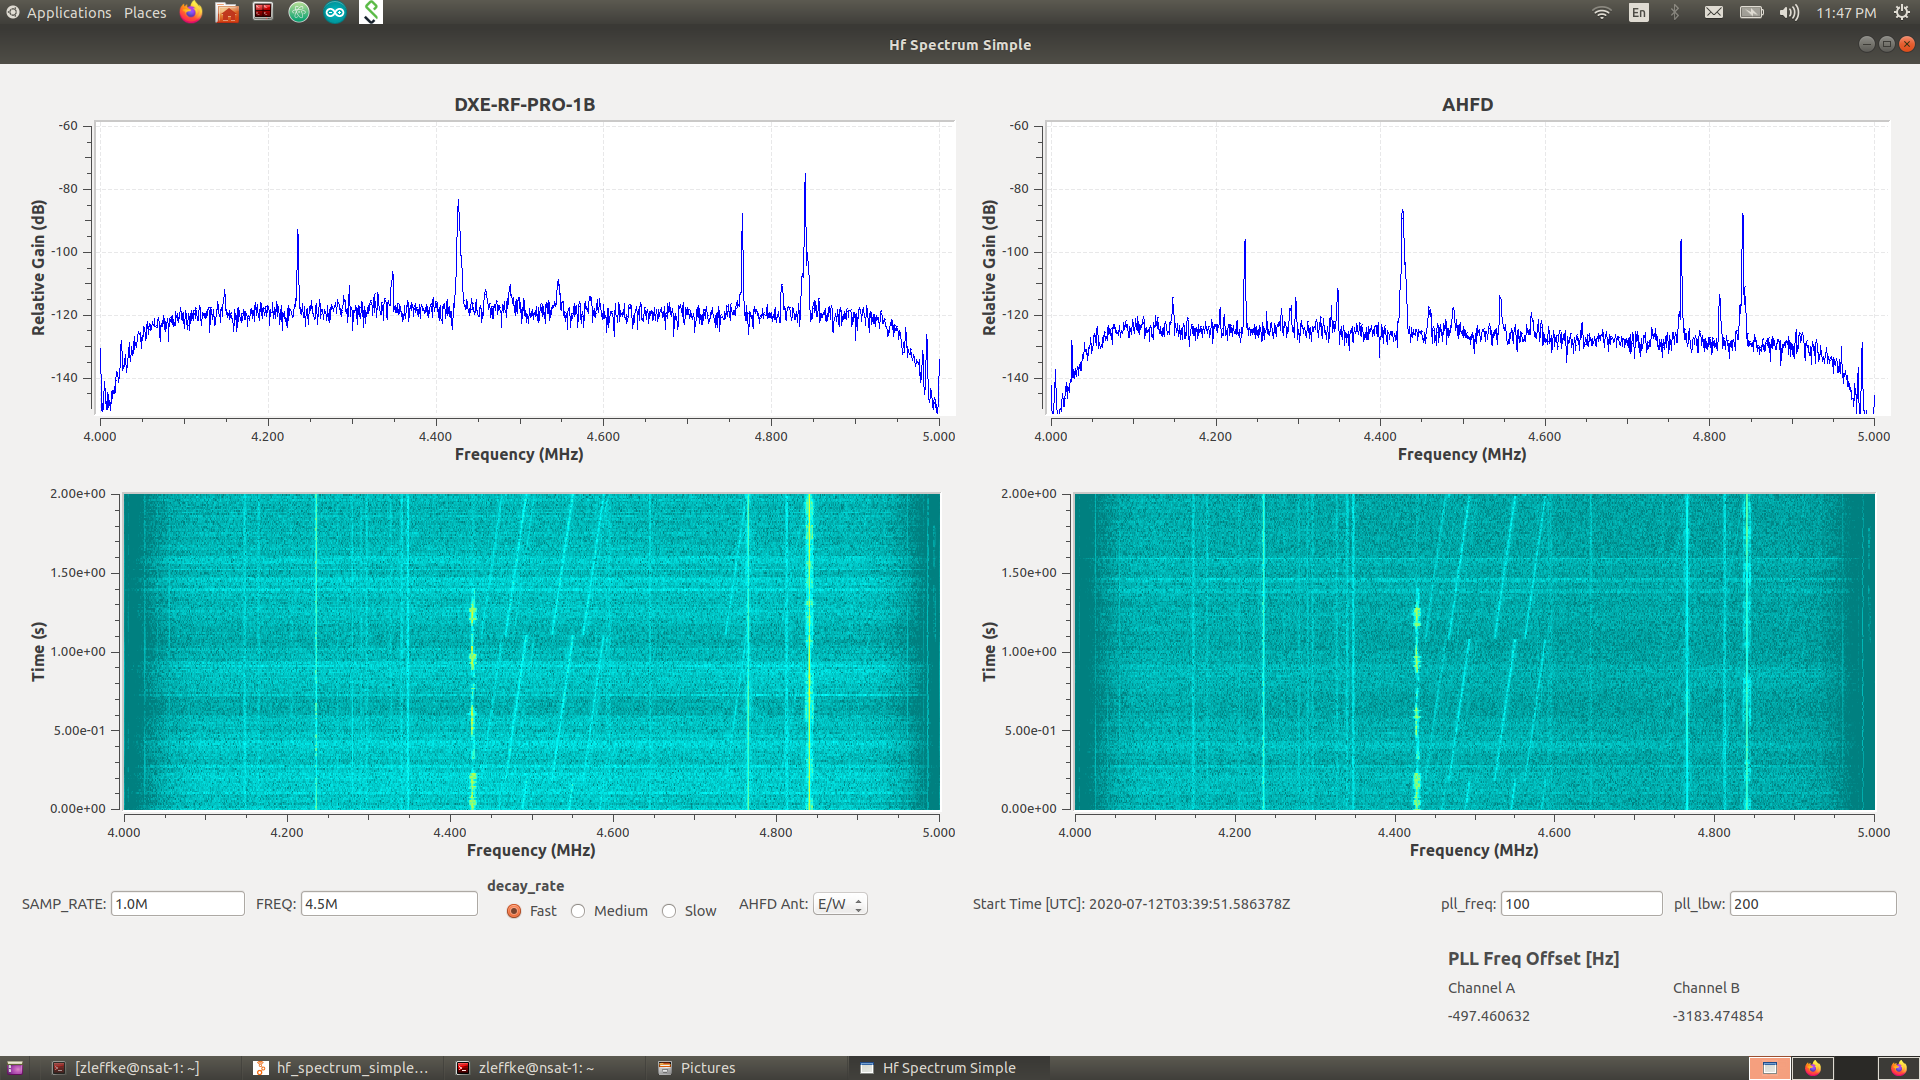 Applications Places En 11:47 PM
Hf Spectrum Simple
DXE-RF-PRO-1B
-60
-80
-100
-120
-140
Relative Gain (dB)
4.000 4.200 4.400 4.600 4.800 5.000
Frequency (MHz)
AHFD
-60
-80
-100
-120
-140
Relative Gain (dB)
4.000 4.200 4.400 4.600 4.800 5.000
Frequency (MHz)
2.00e+00
1.50e+00
1.00e+00
5.00e-01
0.00e+00
Time (s)
4.000 4.200 4.400 4.600 4.800 5.000
Frequency (MHz)
2.00e+00
1.50e+00
1.00e+00
5.00e-01
0.00e+00
Time (s)
4.000 4.200 4.400 4.600 4.800 5.000
Frequency (MHz)
decay_rate
SAMP_RATE: 1.0M FREQ: 4.5M Fast Medium Slow AHFD Ant: E/W Start Time [UTC]: 2020-07-12T03:39:51.586378Z pll_freq: 100 pll_lbw: 200
PLL Freq Offset [Hz]
Channel A Channel B
-497.460632 -3183.474854
[zleffke@nsat-1: ~] hf_spectrum_simple... zleffke@nsat-1: ~ Pictures Hf Spectrum Simple